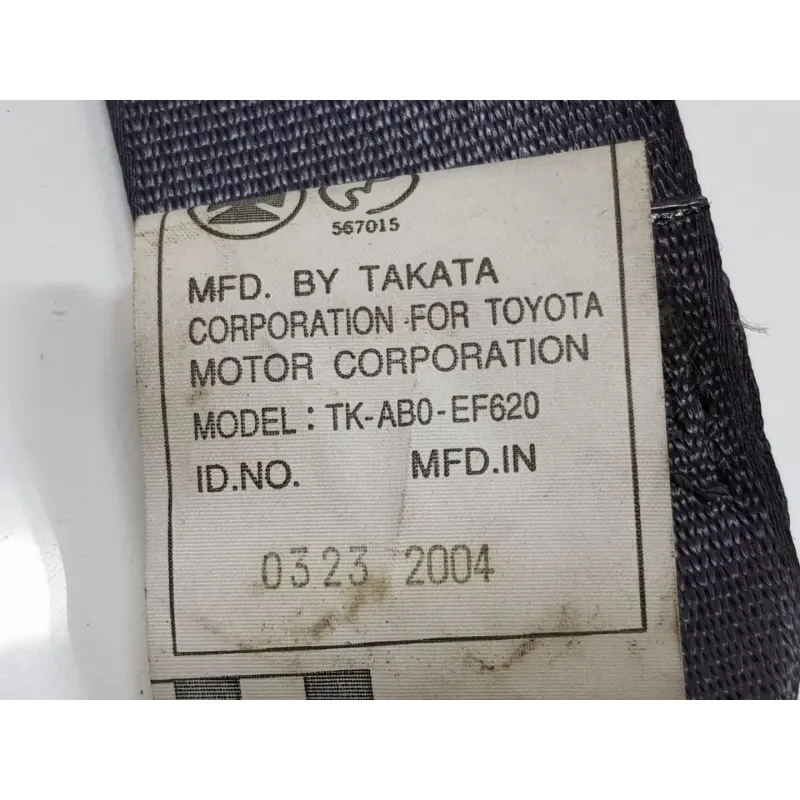 567015
MFD. BY TAKATA
CORPORATION FOR TOYOTA
MOTOR CORPORATION
MODEL : TK-AB0-EF620
ID.NO. MFD.IN
0323 2004